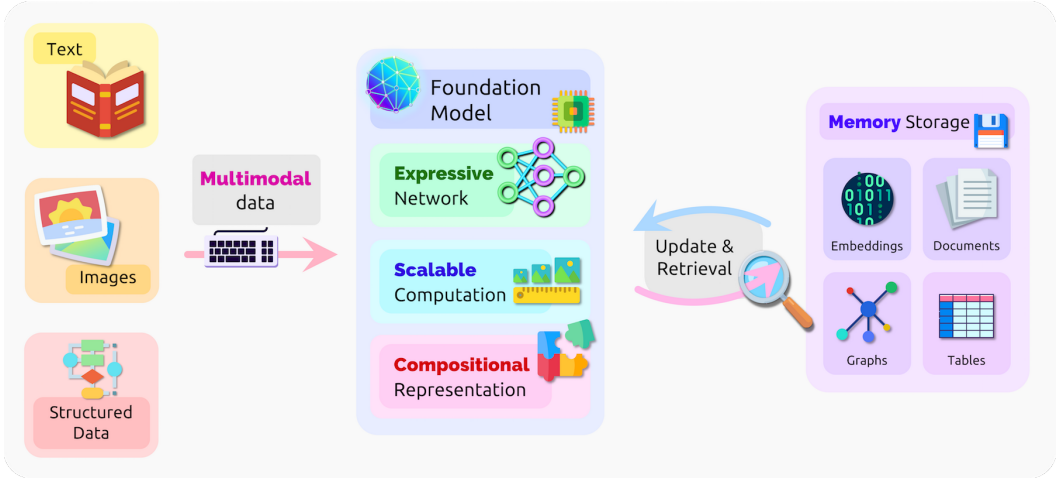 Text
Images
Structured
Data
Multimodal
data
Foundation
Model
Expressive
Network
Scalable
Computation
Compositional
Representation
Update &
Retrieval
Memory Storage
Embeddings
Documents
Graphs
Tables